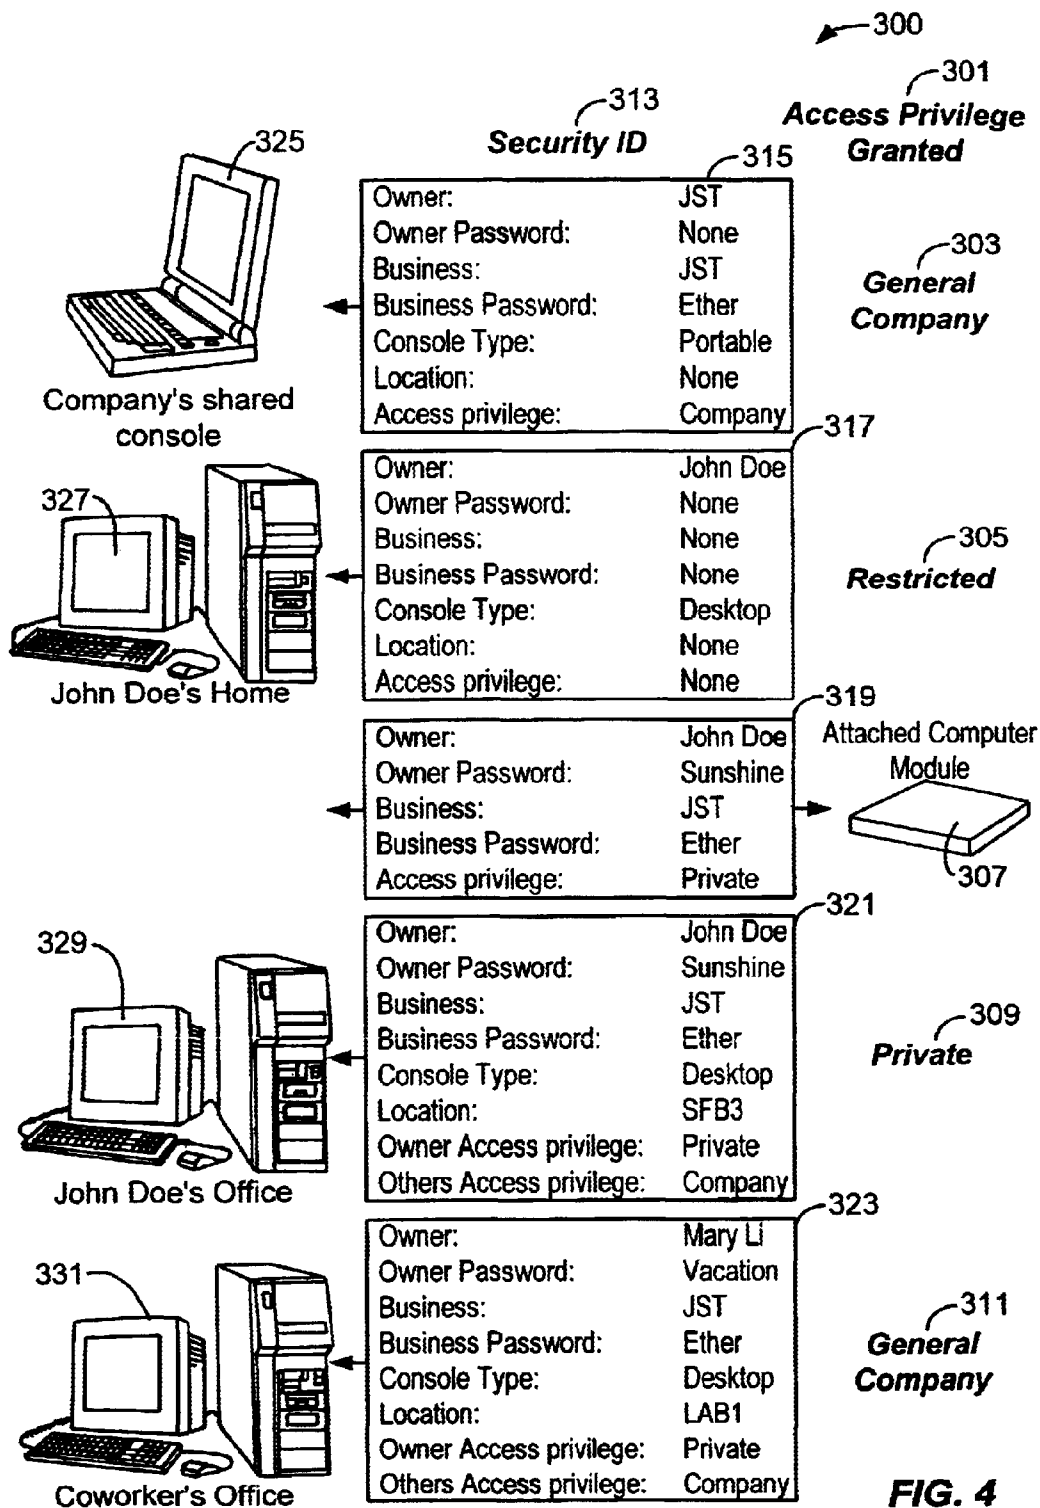 300
301
Access Privilege
Granted
313
Security ID
325
315
Owner: JST
Owner Password: None
Business: JST
Business Password: Ether
Console Type: Portable
Location: None
Access privilege: Company
303
General
Company
Company's shared
console
317
Owner: John Doe
Owner Password: None
Business: None
Business Password: None
Console Type: Desktop
Location: None
Access privilege: None
327
305
Restricted
John Doe's Home
319
Owner: John Doe
Owner Password: Sunshine
Business: JST
Business Password: Ether
Access privilege: Private
Attached Computer
Module
307
321
Owner: John Doe
Owner Password: Sunshine
Business: JST
Business Password: Ether
Console Type: Desktop
Location: SFB3
Owner Access privilege: Private
Others Access privilege: Company
329
309
Private
John Doe's Office
323
Owner: Mary Li
Owner Password: Vacation
Business: JST
Business Password: Ether
Console Type: Desktop
Location: LAB1
Owner Access privilege: Private
Others Access privilege: Company
331
311
General
Company
Coworker's Office
FIG. 4